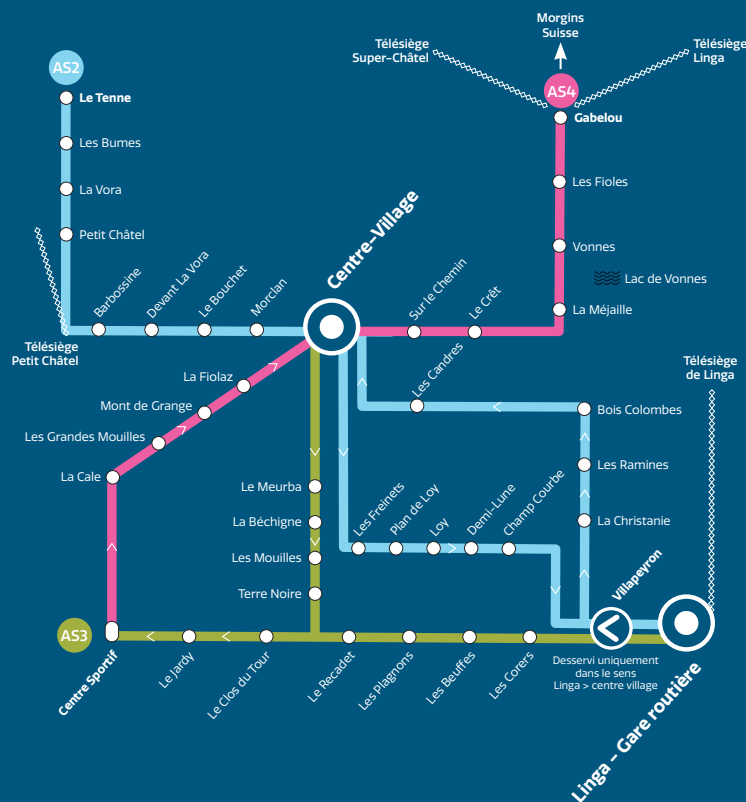 Morgins
Suisse
Télésiège
Super-Châtel
Télésiège
Linga
AS2
AS4
Le Tenne
Gabelou
Les Bumes
Les Fioles
La Vora
Petit Châtel
Vonnes
Centre-Village
Lac de Vonnes
Barbossine
Devant La Vora
Le Bouchet
Morclan
Sur le Chemin
Le Crêt
La Méjaille
Télésiège
Petit Châtel
Télésiège
de Linga
La Fiolaz
Les Candres
Mont de Grange
Bois Colombes
Les Grandes Mouilles
La Cale
Les Ramines
Le Meurba
Les Freinets
Plan de Loy
Loy
Demi-Lune
Champ Courbe
La Béchigne
La Christanie
Les Mouilles
Villapeyron
Terre Noire
AS3
Centre Sportif
Le Jardy
Le Clos du Tour
Le Recadet
Les Plagnons
Les Beuffes
Les Corers
Desservi uniquement
dans le sens
Linga > centre village
Linga - Gare routière